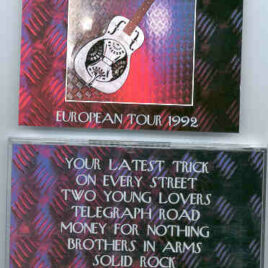 EUROPEAN TOUR 1992
YOUR LATEST TRICK
ON EVERY STREET
TWO YOUNG LOVERS
TELEGRAPH ROAD
MONEY FOR NOTHING
BROTHERS IN ARMS
SOLID ROCK